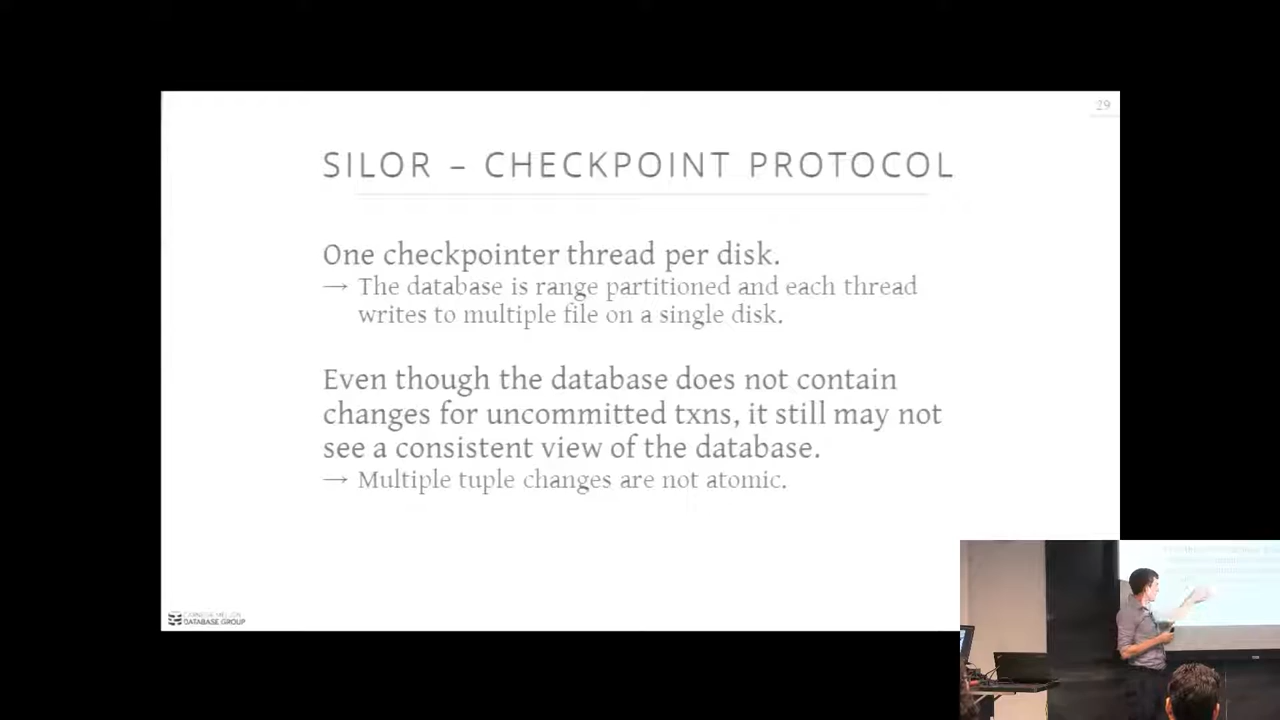 29
SILOR – CHECKPOINT PROTOCOL
One checkpointer thread per disk.
→ The database is range partitioned and each thread
writes to multiple file on a single disk.
Even though the database does not contain
changes for uncommitted txns, it still may not
see a consistent view of the database.
→ Multiple tuple changes are not atomic.
CARNEGIE MELLON
DATABASE GROUP